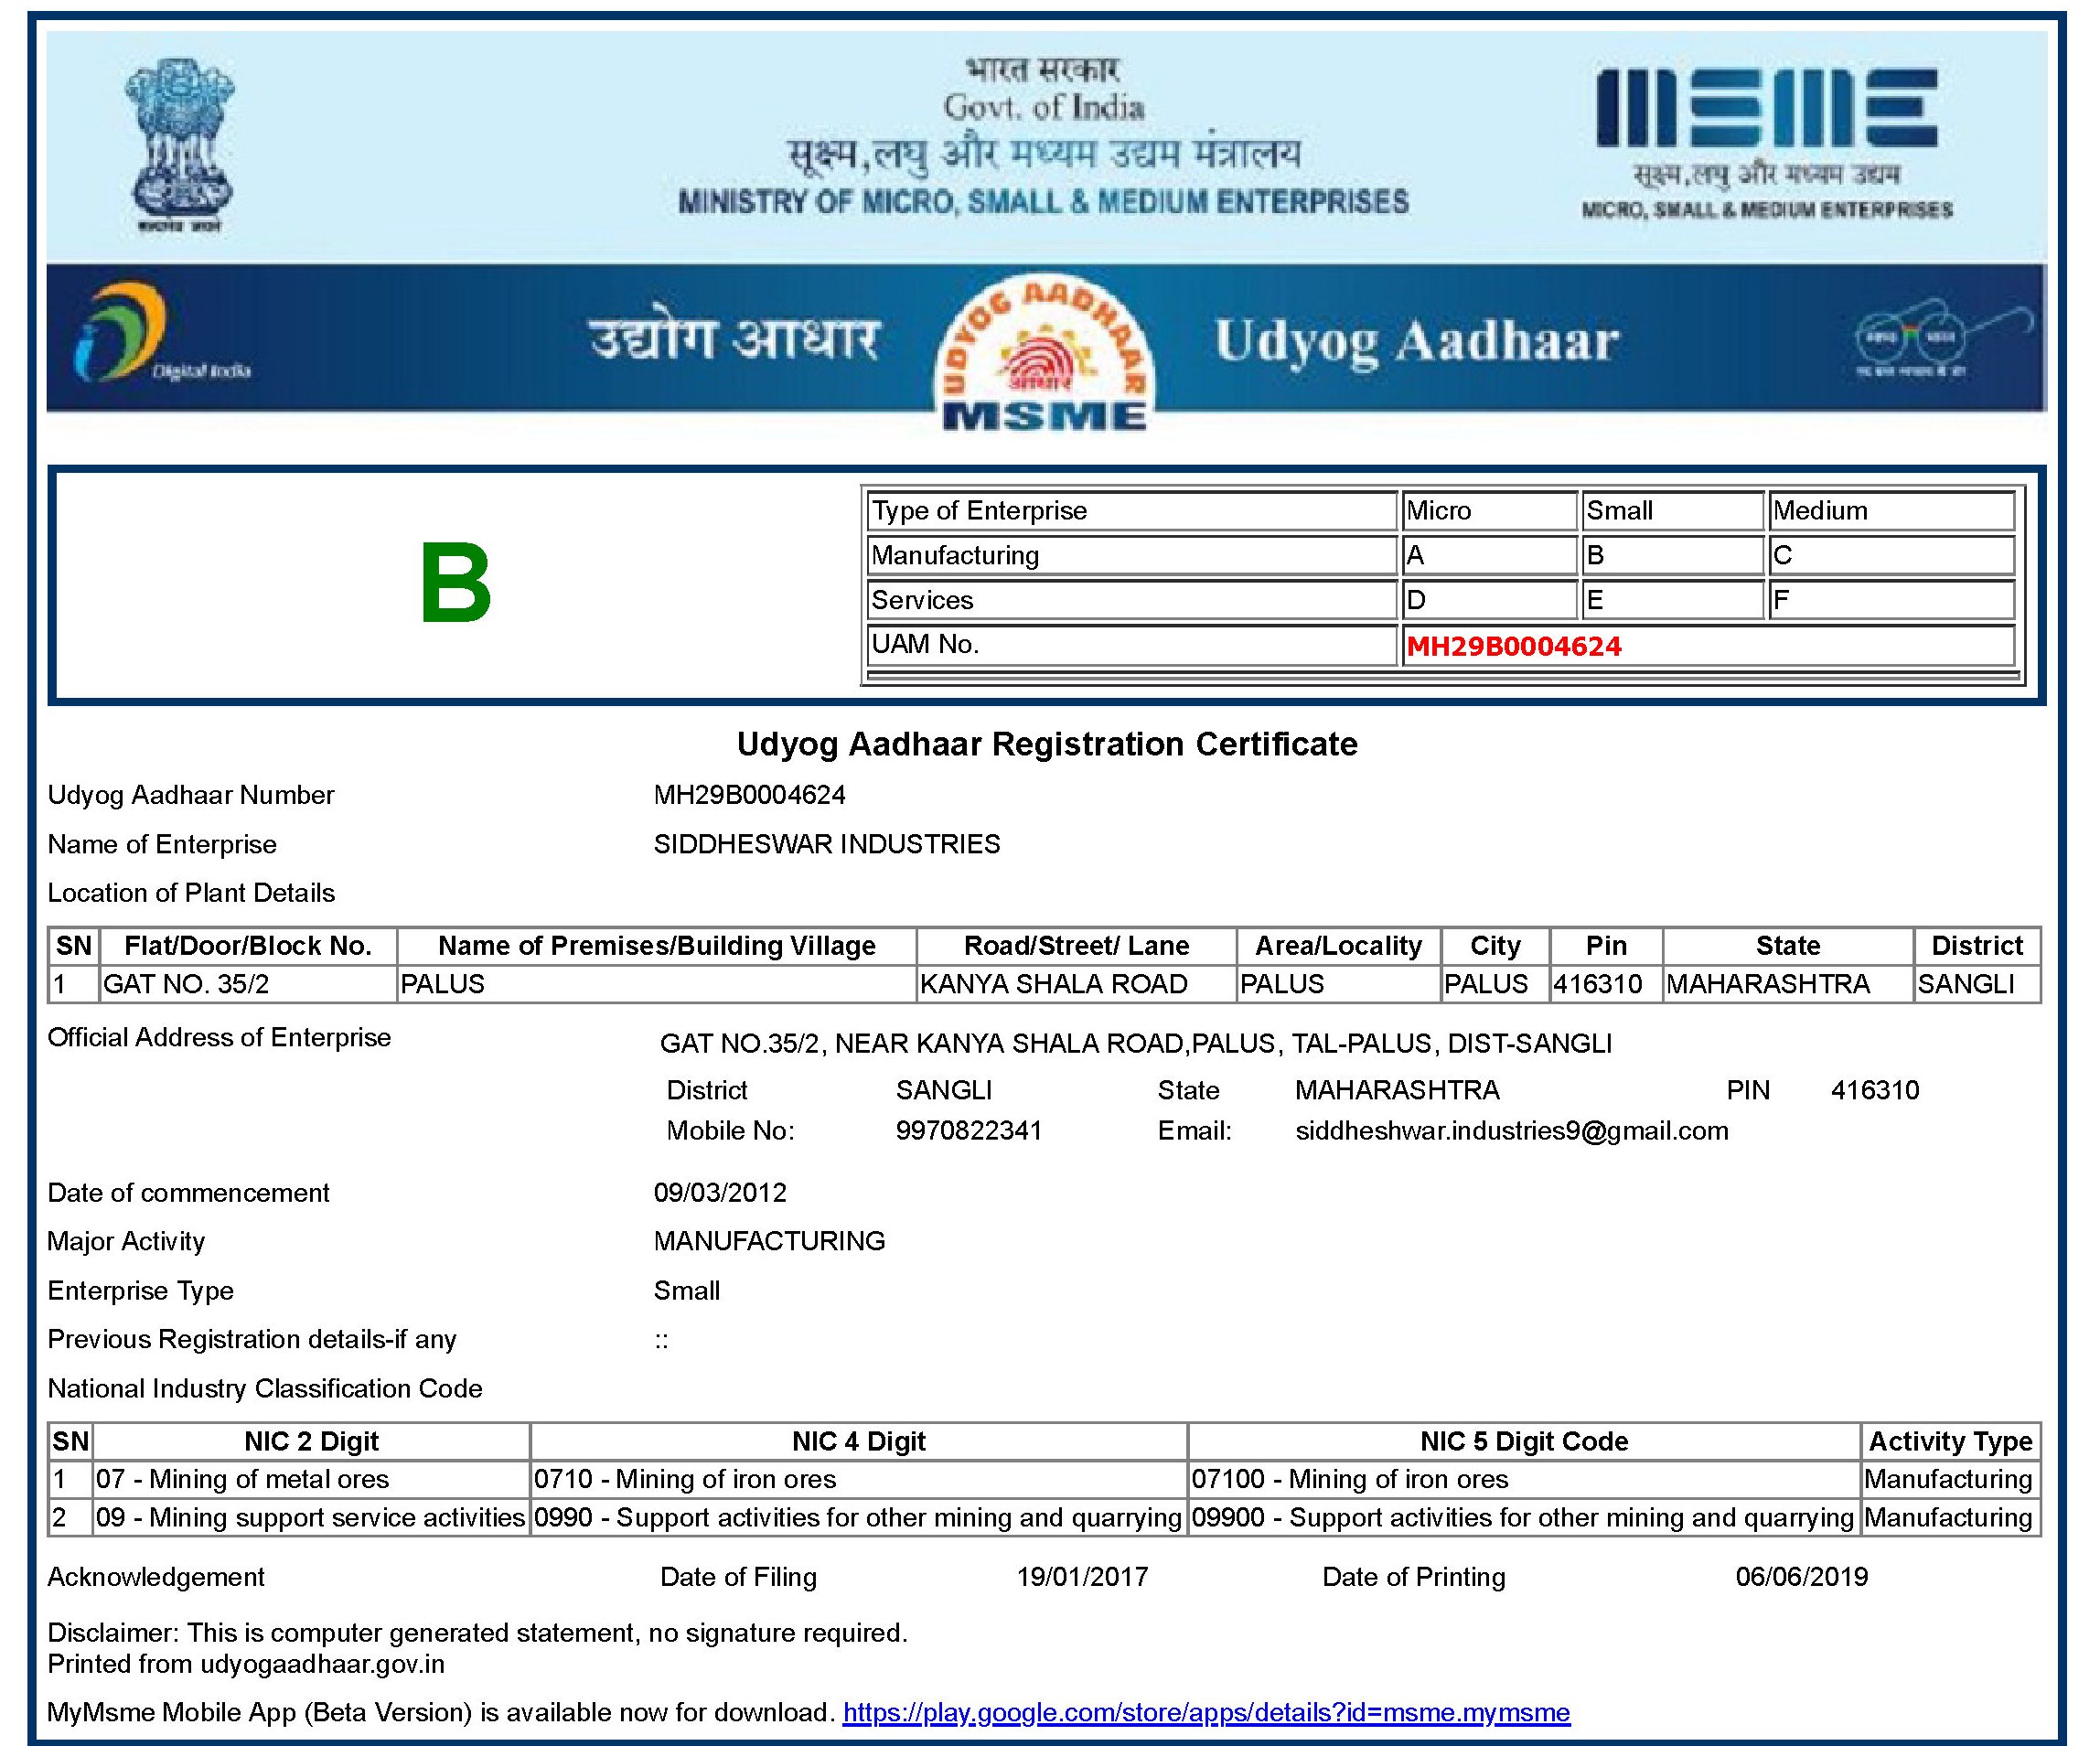 भारत सरकार
Govt. of India
सूक्ष्म,लघु और मध्यम उद्यम मंत्रालय
MINISTRY OF MICRO, SMALL & MEDIUM ENTERPRISES
सत्यमेव जयते
MSME
सूक्ष्म,लघु और मध्यम उद्यम
MICRO, SMALL & MEDIUM ENTERPRISES
Digital India
उद्योग आधार
UDYOG AADHAAR
आधार
MSME
Udyog Aadhaar
स्वच्छ भारत
एक कदम स्वच्छता की ओर
B
Type of Enterprise Micro Small Medium
Manufacturing A B C
Services D E F
UAM No. MH29B0004624
Udyog Aadhaar Registration Certificate
Udyog Aadhaar Number MH29B0004624
Name of Enterprise SIDDHESWAR INDUSTRIES
Location of Plant Details
SN Flat/Door/Block No. Name of Premises/Building Village Road/Street/ Lane Area/Locality City Pin State District
1 GAT NO. 35/2 PALUS KANYA SHALA ROAD PALUS PALUS 416310 MAHARASHTRA SANGLI
Official Address of Enterprise GAT NO.35/2, NEAR KANYA SHALA ROAD,PALUS, TAL-PALUS, DIST-SANGLI
District SANGLI State MAHARASHTRA PIN 416310
Mobile No: 9970822341 Email: siddheshwar.industries9@gmail.com
Date of commencement 09/03/2012
Major Activity MANUFACTURING
Enterprise Type Small
Previous Registration details-if any ::
National Industry Classification Code
SN NIC 2 Digit NIC 4 Digit NIC 5 Digit Code Activity Type
1 07 - Mining of metal ores 0710 - Mining of iron ores 07100 - Mining of iron ores Manufacturing
2 09 - Mining support service activities 0990 - Support activities for other mining and quarrying 09900 - Support activities for other mining and quarrying Manufacturing
Acknowledgement Date of Filing 19/01/2017 Date of Printing 06/06/2019
Disclaimer: This is computer generated statement, no signature required.
Printed from udyogaadhaar.gov.in
MyMsme Mobile App (Beta Version) is available now for download. https://play.google.com/store/apps/details?id=msme.mymsme